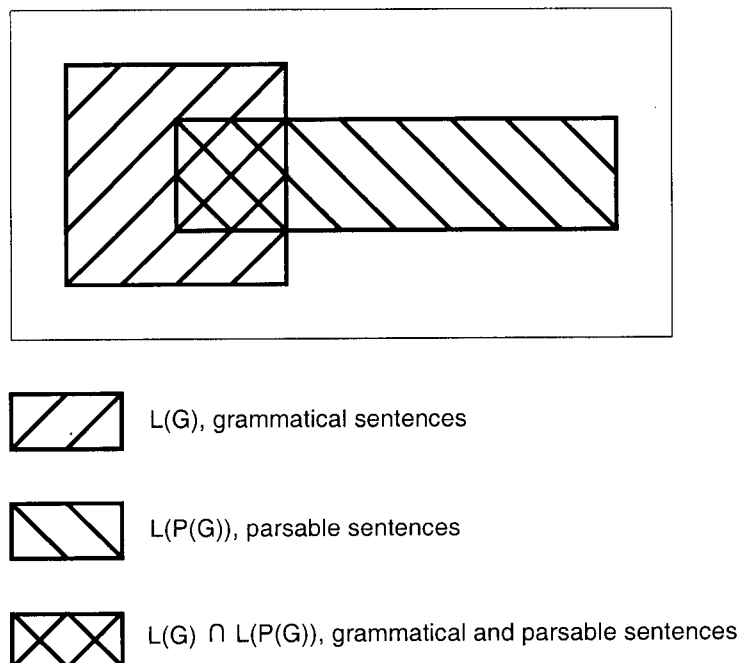 L(G), grammatical sentences
L(P(G)), parsable sentences
L(G) ∩ L(P(G)), grammatical and parsable sentences